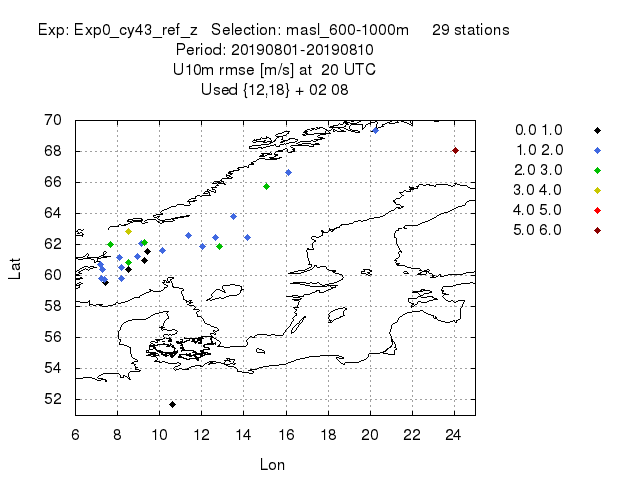 Exp: Exp0_cy43_ref_z   Selection: masl_600-1000m     29 stations
Period: 20190801-20190810
U10m rmse [m/s] at  20 UTC
Used {12,18} + 02 08
70
68
66
64
62
60
58
56
54
52
Lat
6 8 10 12 14 16 18 20 22 24
Lon
0.0 1.0
1.0 2.0
2.0 3.0
3.0 4.0
4.0 5.0
5.0 6.0